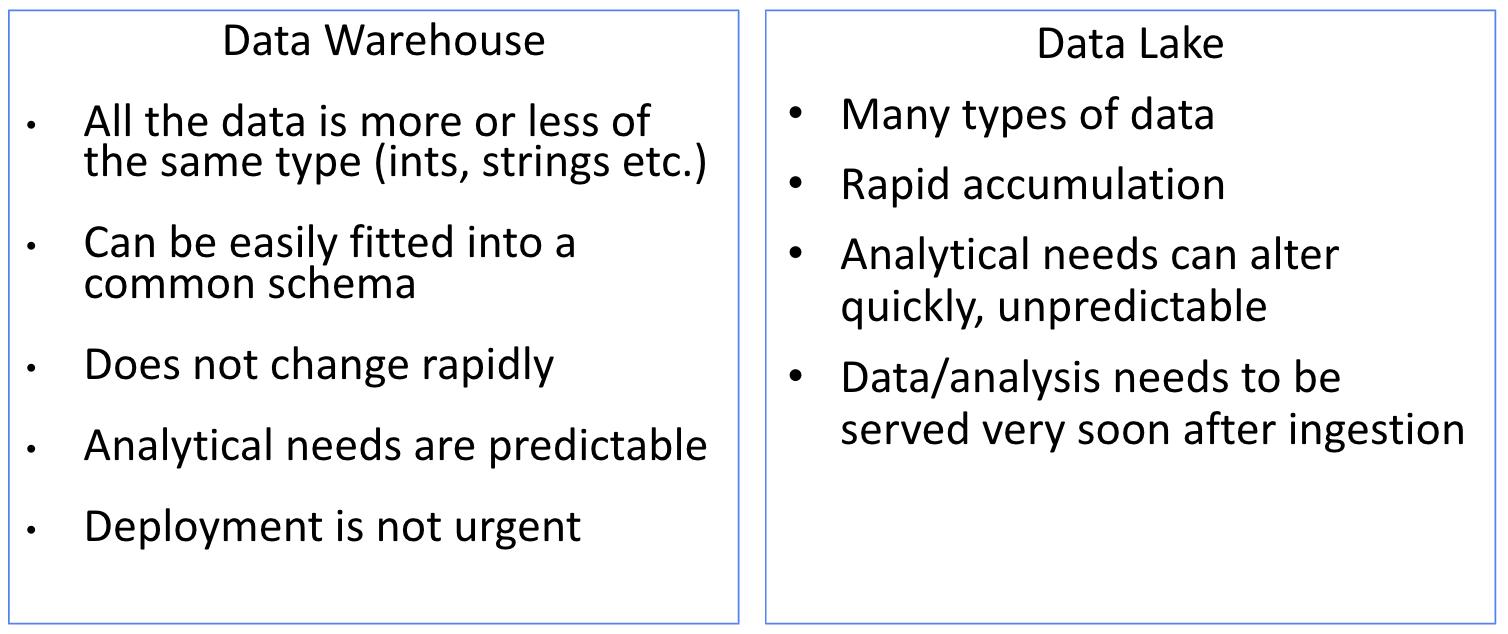 Data Warehouse
• All the data is more or less of
the same type (ints, strings etc.)
• Can be easily fitted into a
common schema
• Does not change rapidly
• Analytical needs are predictable
• Deployment is not urgent
Data Lake
• Many types of data
• Rapid accumulation
• Analytical needs can alter
quickly, unpredictable
• Data/analysis needs to be
served very soon after ingestion